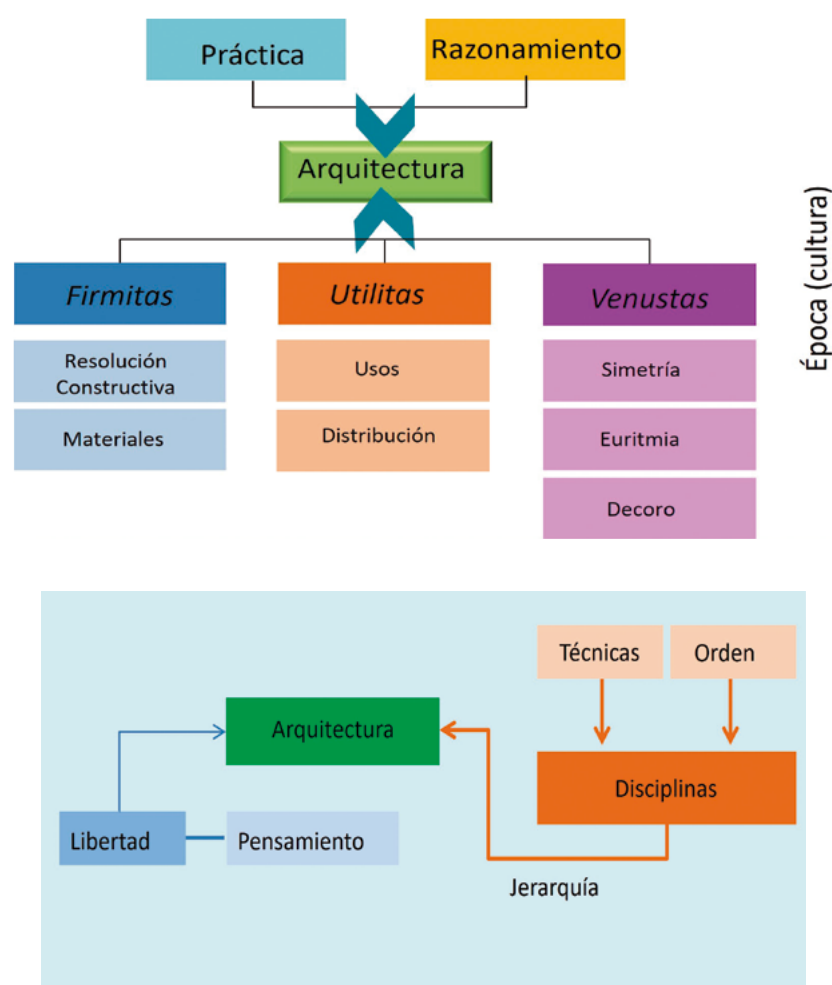 Práctica
Razonamiento
Arquitectura
Época (cultura)
Firmitas
Utilitas
Venustas
Resolución
Constructiva
Usos
Simetría
Materiales
Distribución
Euritmia
Decoro
Técnicas
Orden
Arquitectura
Disciplinas
Libertad
Pensamiento
Jerarquía